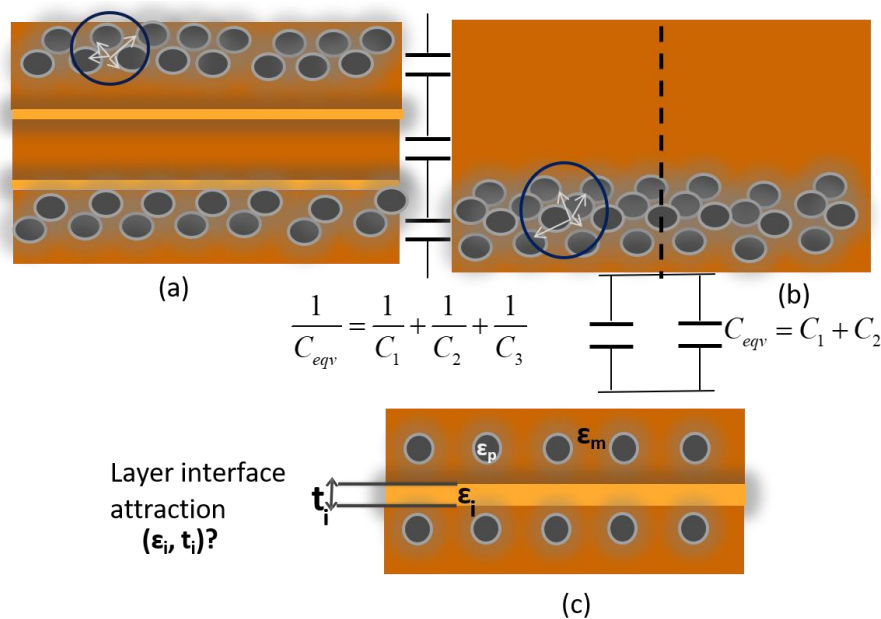 (a)
(b)
1/C_eqv = 1/C_1 + 1/C_2 + 1/C_3
C_eqv = C_1 + C_2
ε_p
ε_m
Layer interface
attraction
(ε_i, t_i)?
t_i
ε_i
(c)